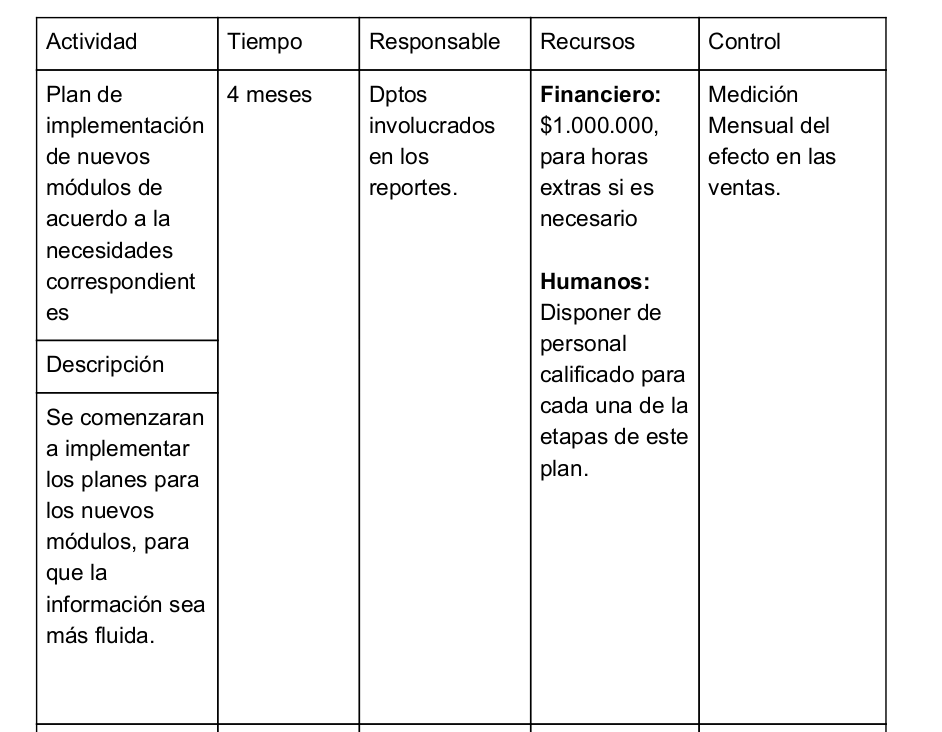 Actividad
Tiempo
Responsable
Recursos
Control
Plan de
implementación
de nuevos
módulos de
acuerdo a la
necesidades
correspondient
es
4 meses
Dptos
involucrados
en los
reportes.
Financiero:
$1.000.000,
para horas
extras si es
necesario
Humanos:
Disponer de
personal
calificado para
cada una de la
etapas de este
plan.
Medición
Mensual del
efecto en las
ventas.
Descripción
Se comenzaran
a implementar
los planes para
los nuevos
módulos, para
que la
información sea
más fluida.